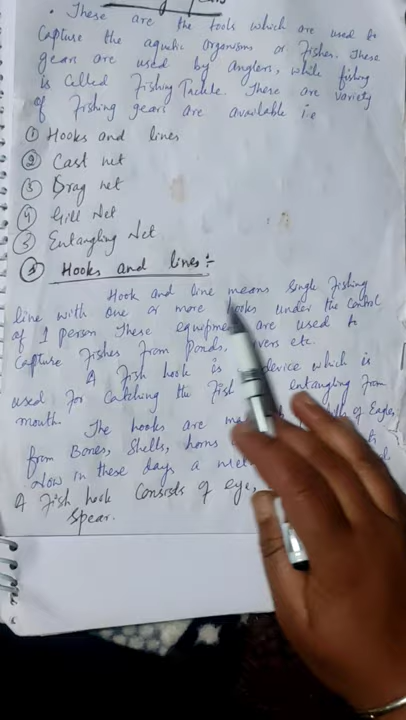 • These are the tools which are used to
Capture the aquatic organisms or Fishes. These
gears are used by anglers, while fishing
is called Fishing Tackle. There are variety
of Fishing gears are available i.e
① Hooks and lines
② Cast net
③ Drag net
④ Gill Net
⑤ Entangling Net
Hooks and lines :-
Hook and line means single fishing
line with one or more hooks under the control
of 1 person These are used to
Capture Fishes From Ponds, etc.
A Fish hook is device which is
used For Catching the Fish entangling From
mouth.
The hooks are of Eagles,
From Bones, Shells, horns
Now in these days a
A Fish hook Consists of eye,
Spear.